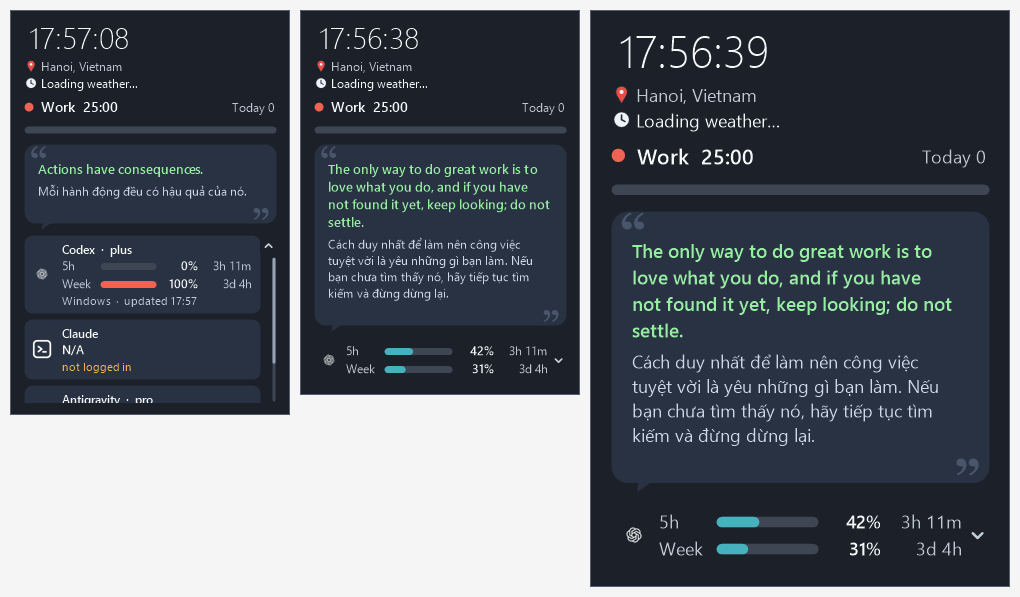 17:57:08
Hanoi, Vietnam
Loading weather...
Work 25:00 Today 0
“
Actions have consequences.
Mỗi hành động đều có hậu quả của nó.
”
Codex · plus
5h 0% 3h 11m
Week 100% 3d 4h
Windows · updated 17:57
Claude
N/A
not logged in
Antigravity · pro
17:56:38
Hanoi, Vietnam
Loading weather...
Work 25:00 Today 0
“
The only way to do great work is to
love what you do, and if you have
not found it yet, keep looking; do not
settle.
Cách duy nhất để làm nên công việc
tuyệt vời là yêu những gì bạn làm. Nếu
bạn chưa tìm thấy nó, hãy tiếp tục tìm
kiếm và đừng dừng lại.
”
5h 42% 3h 11m
Week 31% 3d 4h
17:56:39
Hanoi, Vietnam
Loading weather...
Work 25:00 Today 0
“
The only way to do great work is to
love what you do, and if you have
not found it yet, keep looking; do not
settle.
Cách duy nhất để làm nên công việc
tuyệt vời là yêu những gì bạn làm. Nếu
bạn chưa tìm thấy nó, hãy tiếp tục tìm
kiếm và đừng dừng lại.
”
5h 42% 3h 11m
Week 31% 3d 4h